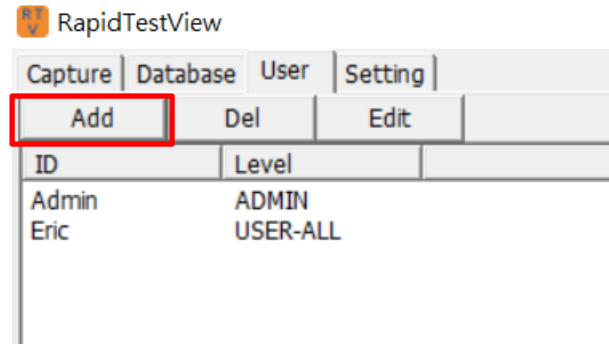 RT
V
RapidTestView
Capture Database User Setting
Add Del Edit
ID Level
Admin ADMIN
Eric USER-ALL